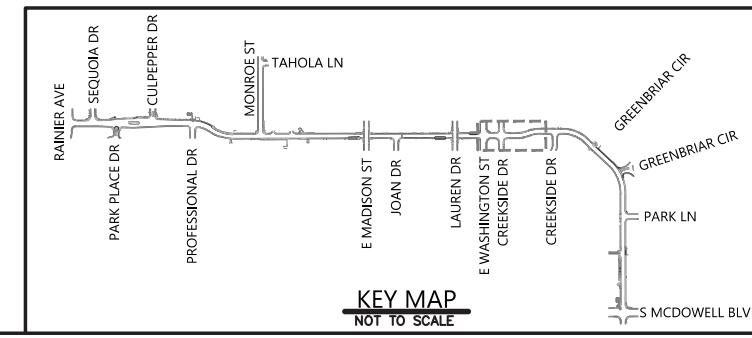 RAINIER AVE
SEQUOIA DR
CULPEPPER DR
MONROE ST
TAHOLA LN
GREENBRIAR CIR
GREENBRIAR CIR
PARK PLACE DR
PROFESSIONAL DR
E MADISON ST
JOAN DR
LAUREN DR
E WASHINGTON ST
CREEKSIDE DR
CREEKSIDE DR
PARK LN
S MCDOWELL BLV
KEY MAP
NOT TO SCALE